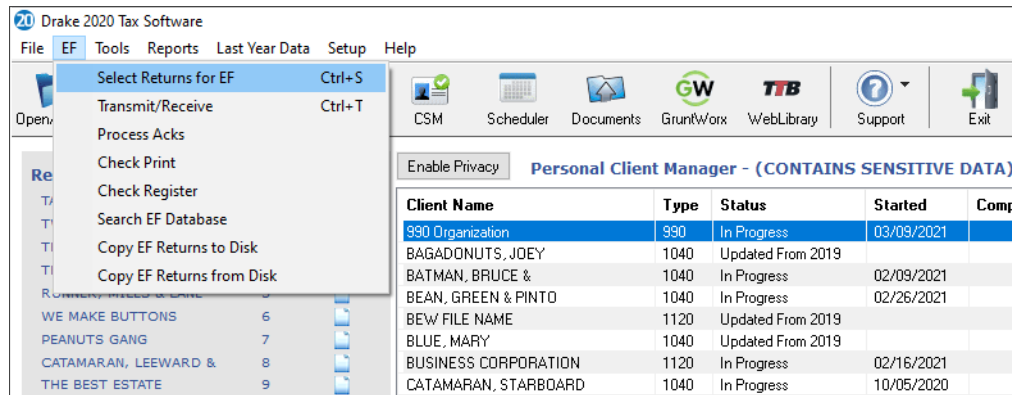 20 Drake 2020 Tax Software
File EF Tools Reports Last Year Data Setup Help
Select Returns for EF Ctrl+S
Transmit/Receive Ctrl+T
Process Acks
Check Print
Check Register
Search EF Database
Copy EF Returns to Disk
Copy EF Returns from Disk
Open/
CSM Scheduler Documents GW GruntWorx TTB WebLibrary Support Exit
Re
WE MAKE BUTTONS 6
PEANUTS GANG 7
CATAMARAN, LEEWARD & 8
THE BEST ESTATE 9
Enable Privacy Personal Client Manager - (CONTAINS SENSITIVE DATA)
Client Name Type Status Started Comp
990 Organization 990 In Progress 03/09/2021
BAGADONUTS, JOEY 1040 Updated From 2019
BATMAN, BRUCE & 1040 In Progress 02/09/2021
BEAN, GREEN & PINTO 1040 In Progress 02/26/2021
BEW FILE NAME 1120 Updated From 2019
BLUE, MARY 1040 Updated From 2019
BUSINESS CORPORATION 1120 In Progress 02/16/2021
CATAMARAN, STARBOARD 1040 In Progress 10/05/2020